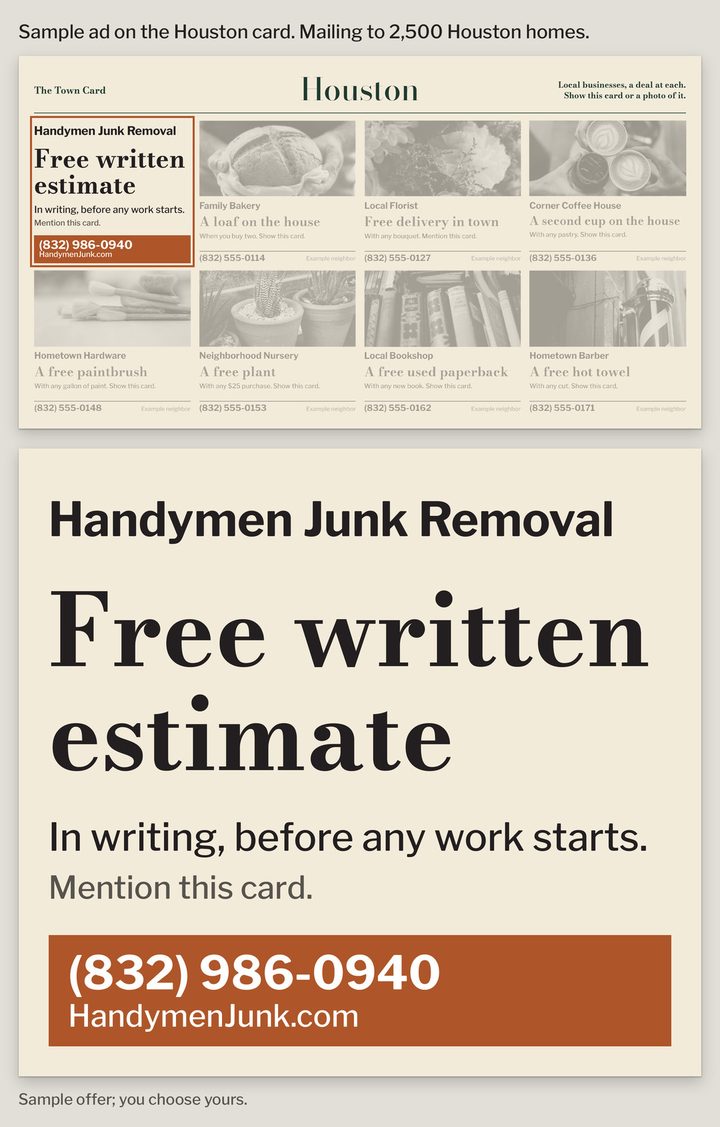 Sample ad on the Houston card. Mailing to 2,500 Houston homes.
The Town Card
Houston
Local businesses, a deal at each.
Show this card or a photo of it.
Handymen Junk Removal
Free written
estimate
In writing, before any work starts.
Mention this card.
(832) 986-0940
HandymenJunk.com
Family Bakery
A loaf on the house
When you buy two. Show this card.
(832) 555-0114
Example neighbor
Local Florist
Free delivery in town
With any bouquet. Mention this card.
(832) 555-0127
Example neighbor
Corner Coffee House
A second cup on the house
With any pastry. Show this card.
(832) 555-0136
Example neighbor
Hometown Hardware
A free paintbrush
With any gallon of paint. Show this card.
(832) 555-0148
Example neighbor
Neighborhood Nursery
A free plant
With any $25 purchase. Show this card.
(832) 555-0153
Example neighbor
Local Bookshop
A free used paperback
With any new book. Show this card.
(832) 555-0162
Example neighbor
Hometown Barber
A free hot towel
With any cut. Show this card.
(832) 555-0171
Example neighbor
Handymen Junk Removal
Free written
estimate
In writing, before any work starts.
Mention this card.
(832) 986-0940
HandymenJunk.com
Sample offer; you choose yours.